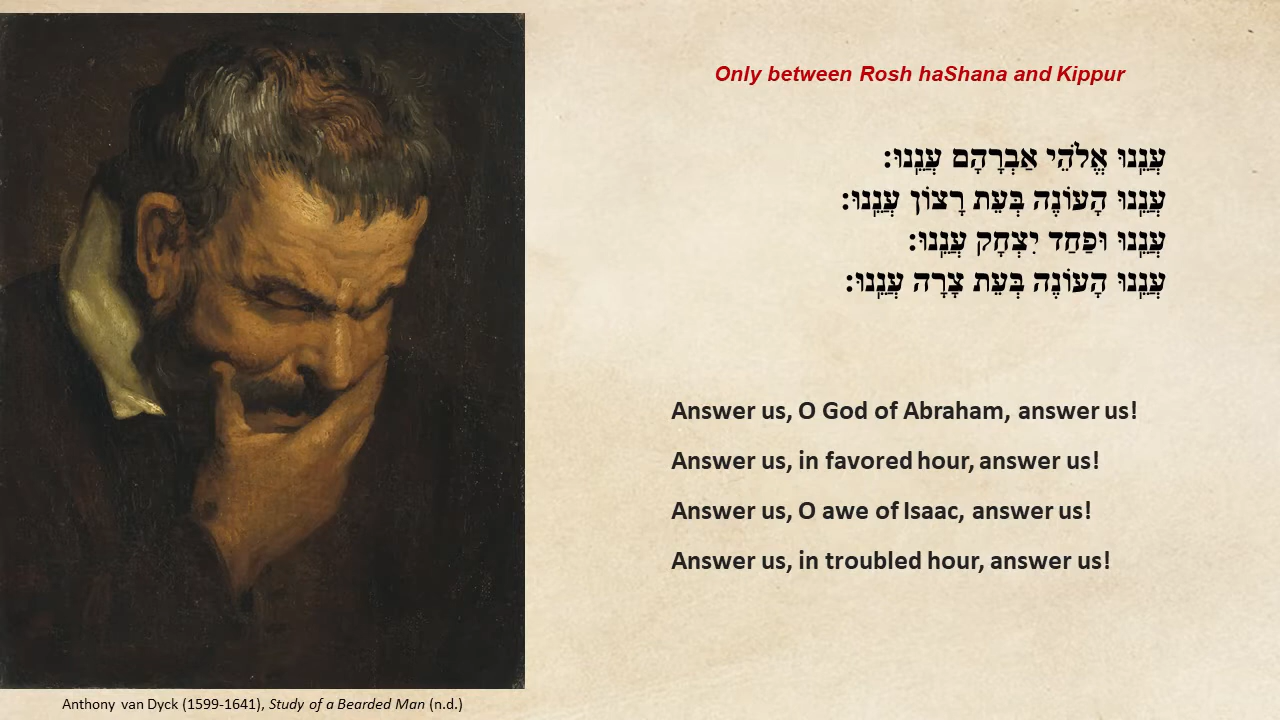 Only between Rosh haShana and Kippur
עֲנֵֽנוּ אֱלֹהֵי אַבְרָהָם עֲנֵֽנוּ:
עֲנֵֽנוּ הָעוֹנֶה בְּעֵת רָצוֹן עֲנֵֽנוּ:
עֲנֵֽנוּ וּפַחַד יִצְחָק עֲנֵֽנוּ:
עֲנֵֽנוּ הָעוֹנֶה בְּעֵת צָרָה עֲנֵֽנוּ:
Answer us, O God of Abraham, answer us!
Answer us, in favored hour, answer us!
Answer us, O awe of Isaac, answer us!
Answer us, in troubled hour, answer us!
Anthony van Dyck (1599-1641), Study of a Bearded Man (n.d.)